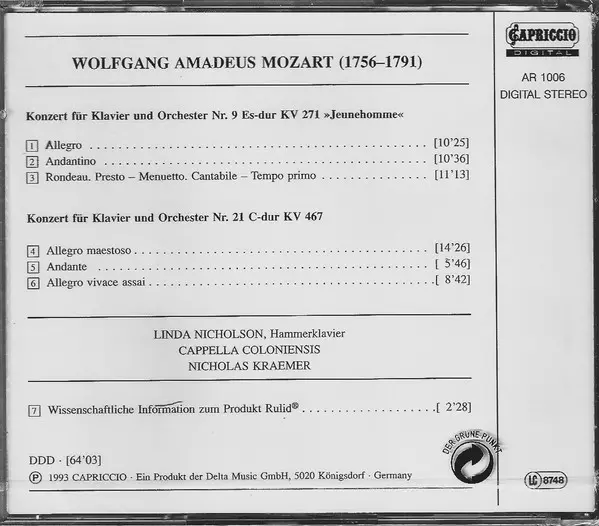 CAPRICCIO
DIGITAL
WOLFGANG AMADEUS MOZART (1756–1791)
AR 1006
DIGITAL STEREO
Konzert für Klavier und Orchester Nr. 9 Es-dur KV 271 »Jeunehomme«
1 Allegro . . . . . . . . . . [10'25]
2 Andantino . . . . . . . . . . [10'36]
3 Rondeau. Presto – Menuetto. Cantabile – Tempo primo . . . . . . . . . . [11'13]
Konzert für Klavier und Orchester Nr. 21 C-dur KV 467
4 Allegro maestoso . . . . . . . . . . [14'26]
5 Andante . . . . . . . . . . [ 5'46]
6 Allegro vivace assai . . . . . . . . . . [ 8'42]
LINDA NICHOLSON, Hammerklavier
CAPPELLA COLONIENSIS
NICHOLAS KRAEMER
7 Wissenschaftliche Information zum Produkt Rulid® . . . . . . . . . . [ 2'28]
DER GRÜNE PUNKT
DDD · [64'03]
℗ 1993 CAPRICCIO · Ein Produkt der Delta Music GmbH, 5020 Königsdorf · Germany
LC 8748